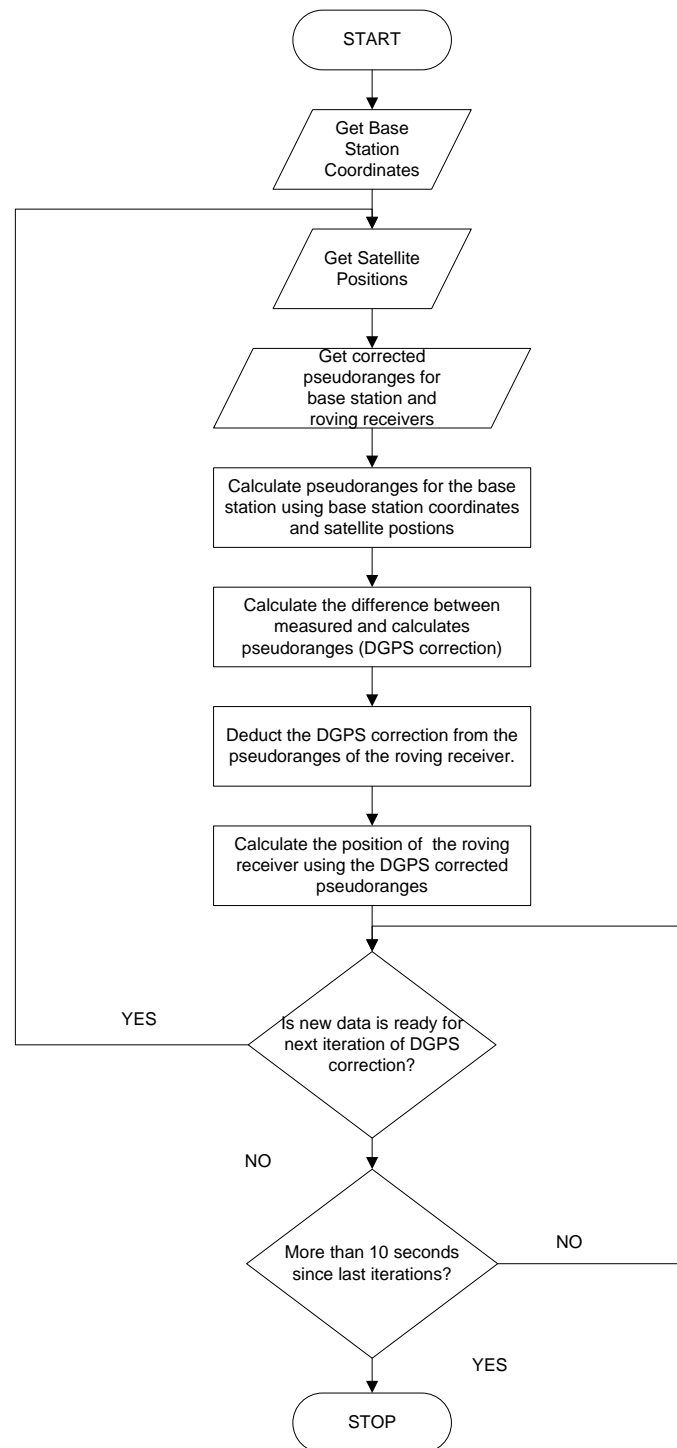 START
Get Base
Station
Coordinates
Get Satellite
Positions
Get corrected
pseudoranges for
base station and
roving receivers
Calculate pseudoranges for the base
station using base station coordinates
and satellite postions
Calculate the difference between
measured and calculates
pseudoranges (DGPS correction)
Deduct the DGPS correction from the
pseudoranges of the roving receiver.
Calculate the position of the roving
receiver using the DGPS corrected
pseudoranges
YES
Is new data is ready for
next iteration of DGPS
correction?
NO
More than 10 seconds
since last iterations?
NO
YES
STOP